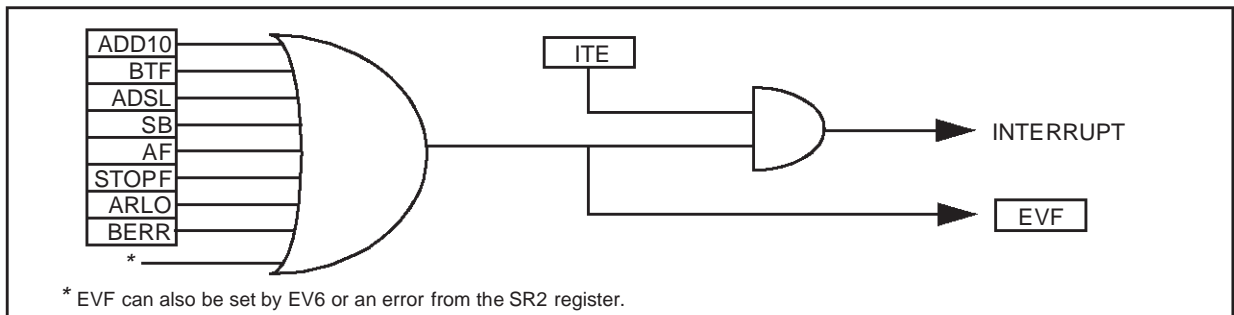 ADD10
BTF
ADSL
SB
AF
STOPF
ARLO
BERR
*
ITE
INTERRUPT
EVF
* EVF can also be set by EV6 or an error from the SR2 register.